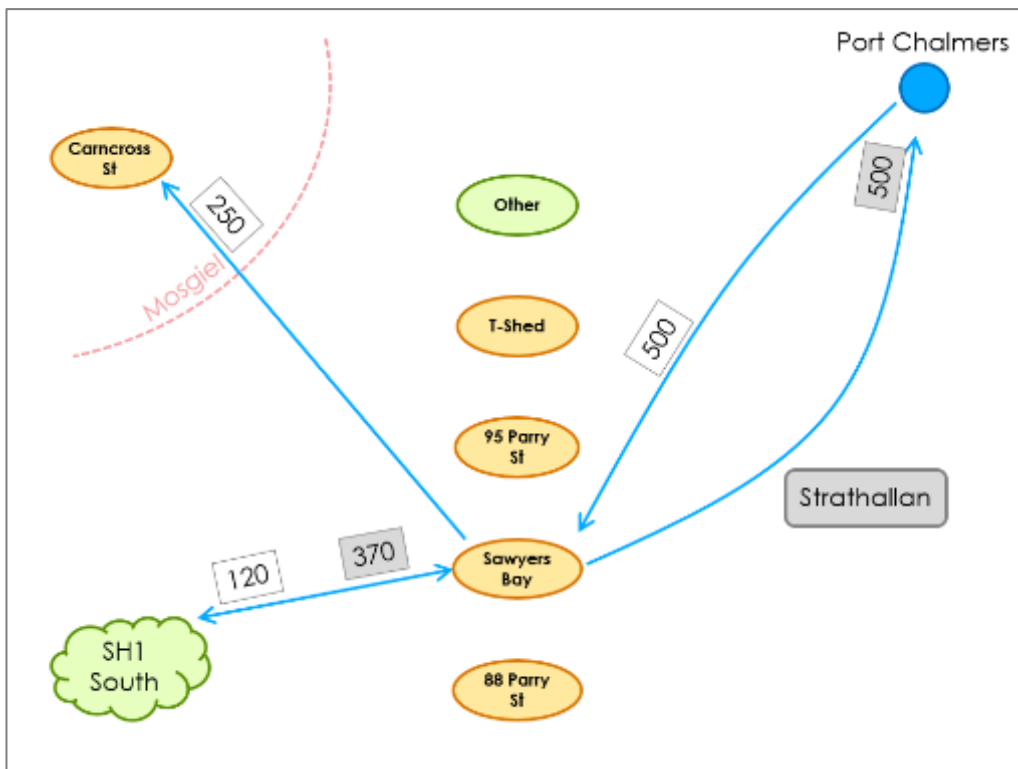 Port Chalmers
Carncross
St
500
Other
250
Mosgiel
T-Shed
500
95 Parry
St
Strathallan
370
120
Sawyers
Bay
SH1
South
88 Parry
St